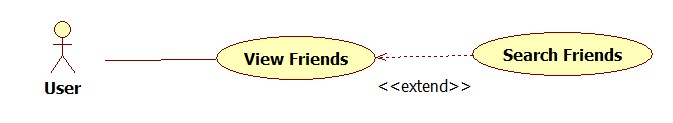 View Friends
Search Friends
<<extend>>
User